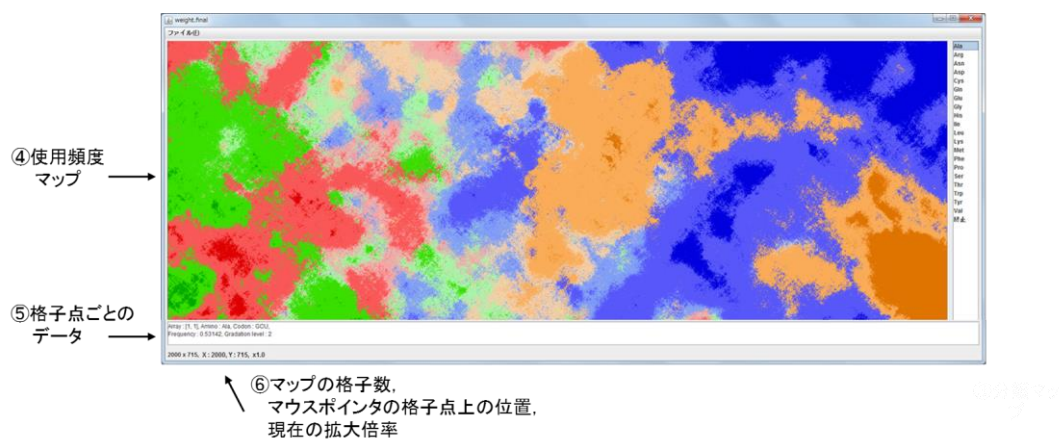 weight.final
ファイル(F)
Ala
Arg
Asn
Asp
Cys
Gln
Glu
Gly
His
Ile
Leu
Lys
Met
Phe
Pro
Ser
Thr
Trp
Tyr
Val
終止
④使用頻度
マップ
⑤格子点ごとの
データ
Array : [1, 1], Amino : Ala, Codon : GCU,
Frequency : 0.53142, Gradation level : 2
2000 x 715, X : 2000, Y : 715, x1.0
⑥マップの格子数,
マウスポインタの格子点上の位置,
現在の拡大倍率